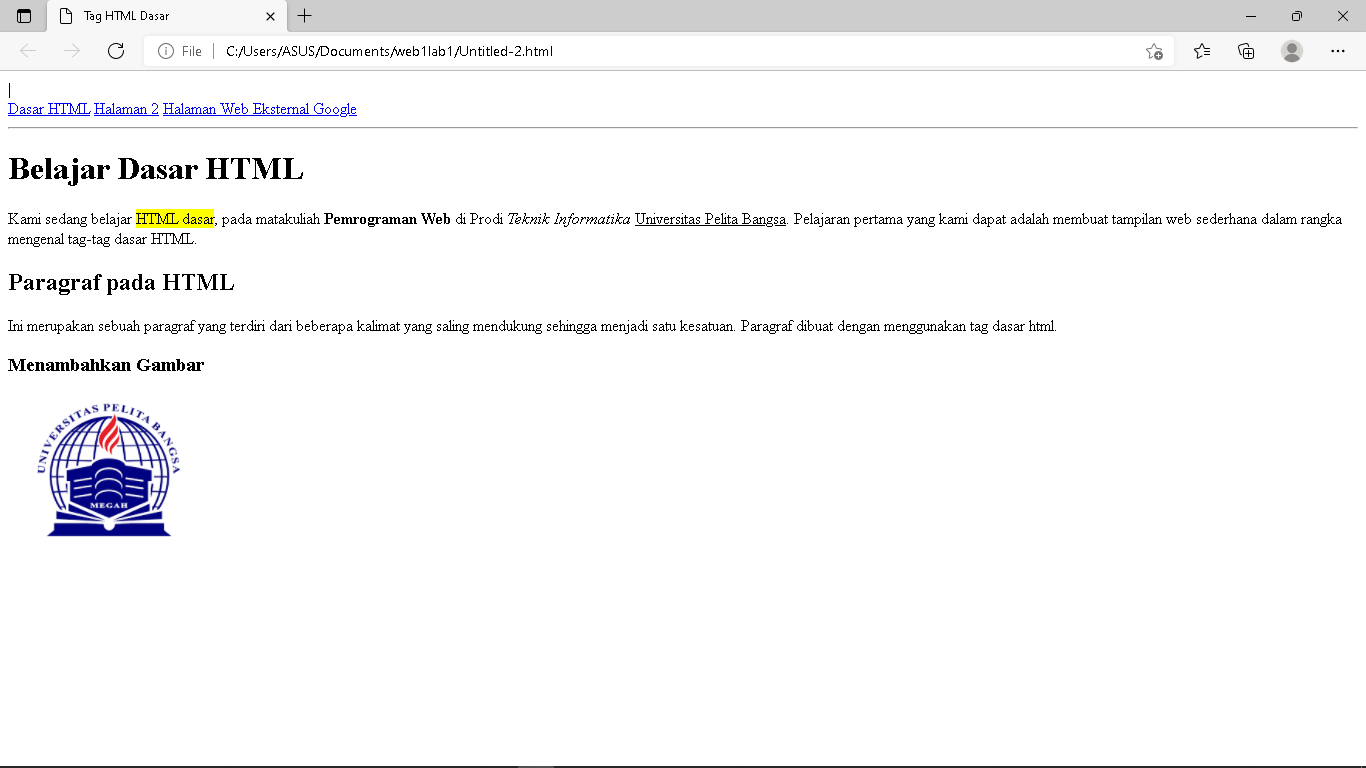 Tag HTML Dasar
File | C:/Users/ASUS/Documents/web1lab1/Untitled-2.html
|
Dasar HTML Halaman 2 Halaman Web Eksternal Google
Belajar Dasar HTML
Kami sedang belajar HTML dasar, pada matakuliah Pemrograman Web di Prodi Teknik Informatika Universitas Pelita Bangsa. Pelajaran pertama yang kami dapat adalah membuat tampilan web sederhana dalam rangka
mengenal tag-tag dasar HTML.
Paragraf pada HTML
Ini merupakan sebuah paragraf yang terdiri dari beberapa kalimat yang saling mendukung sehingga menjadi satu kesatuan. Paragraf dibuat dengan menggunakan tag dasar html.
Menambahkan Gambar
UNIVERSITAS PELITA BANGSA
MEGAH